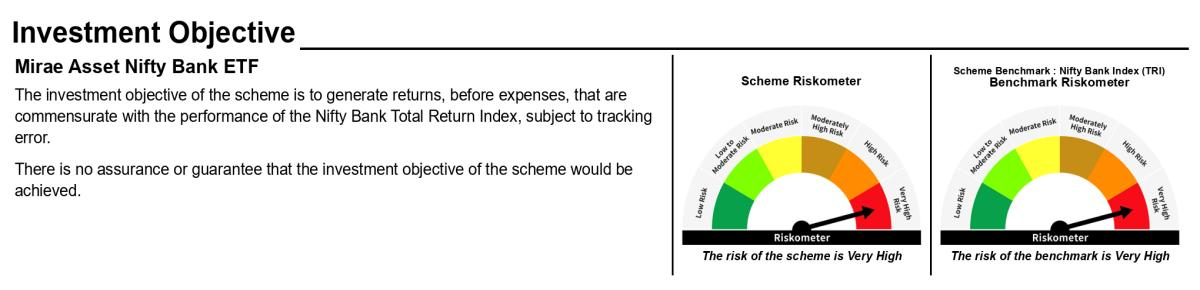 Investment Objective
Mirae Asset Nifty Bank ETF
The investment objective of the scheme is to generate returns, before expenses, that are
commensurate with the performance of the Nifty Bank Total Return Index, subject to tracking
error.
There is no assurance or guarantee that the investment objective of the scheme would be
achieved.
Scheme Riskometer
Low Risk
Low to
Moderate Risk
Moderate Risk
Moderately
High Risk
High Risk
Very High
Risk
Riskometer
The risk of the scheme is Very High
Scheme Benchmark : Nifty Bank Index (TRI)
Benchmark Riskometer
Low Risk
Low to
Moderate Risk
Moderate Risk
Moderately
High Risk
High Risk
Very High
Risk
Riskometer
The risk of the benchmark is Very High